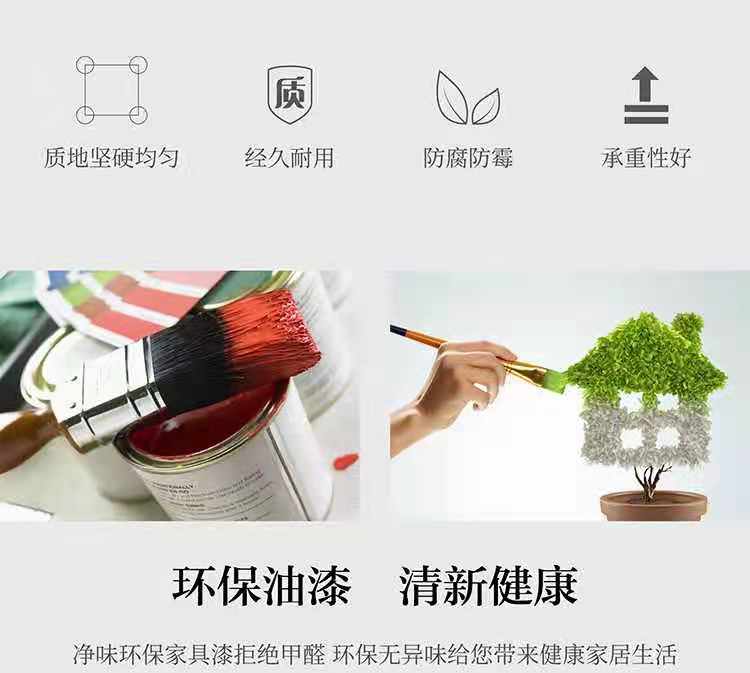 质
质地坚硬均匀 经久耐用 防腐防霉 承重性好
环保油漆 清新健康
净味环保家具漆拒绝甲醛 环保无异味给您带来健康家居生活